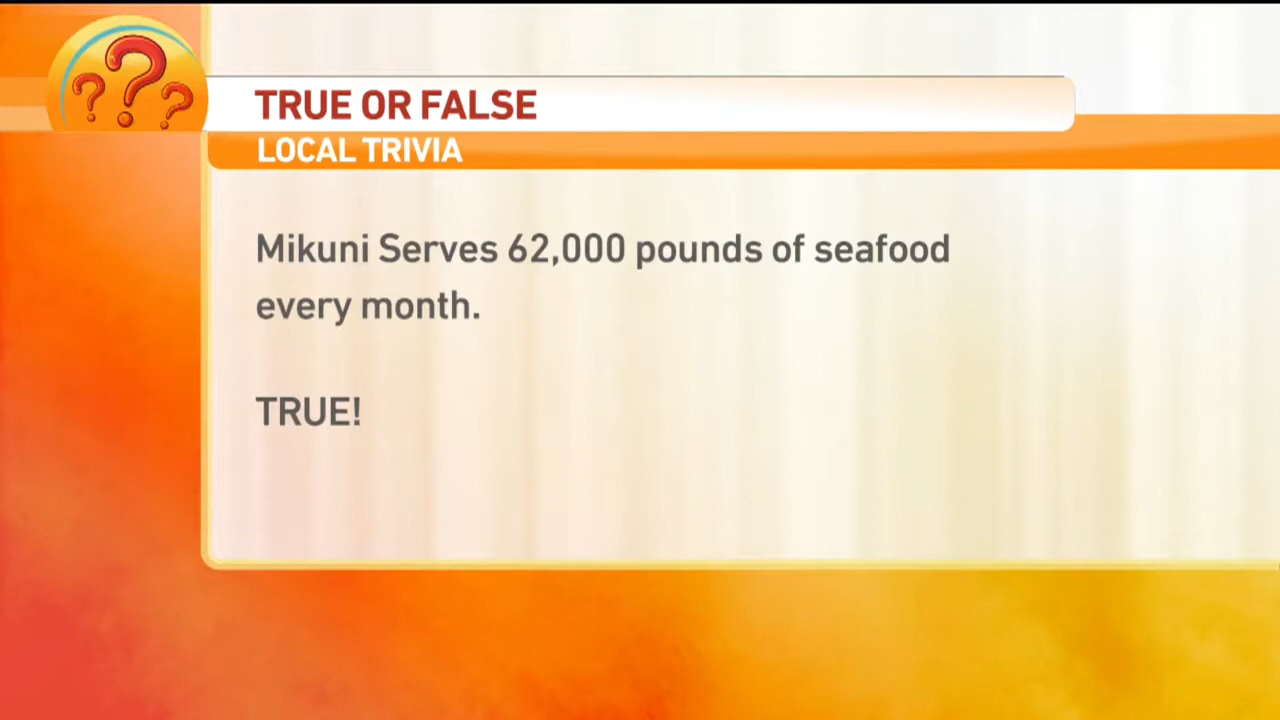 TRUE OR FALSE
LOCAL TRIVIA
Mikuni Serves 62,000 pounds of seafood
every month.
TRUE!